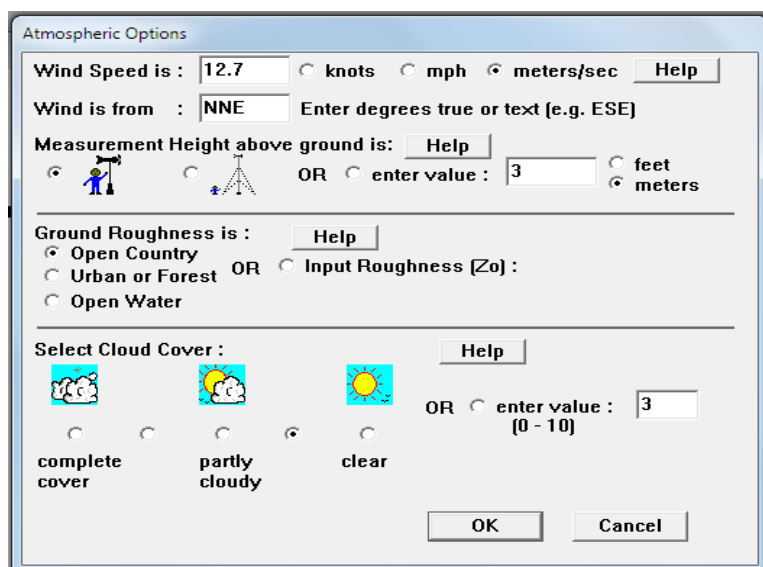 Atmospheric Options
Wind Speed is : 12.7 knots mph meters/sec Help
Wind is from : NNE Enter degrees true or text (e.g. ESE)
Measurement Height above ground is: Help
OR enter value : 3 feet
meters
Ground Roughness is : Help
Open Country
Urban or Forest OR Input Roughness (Zo) :
Open Water
Select Cloud Cover : Help
OR enter value : 3
(0 - 10)
complete partly clear
cover cloudy
OK Cancel